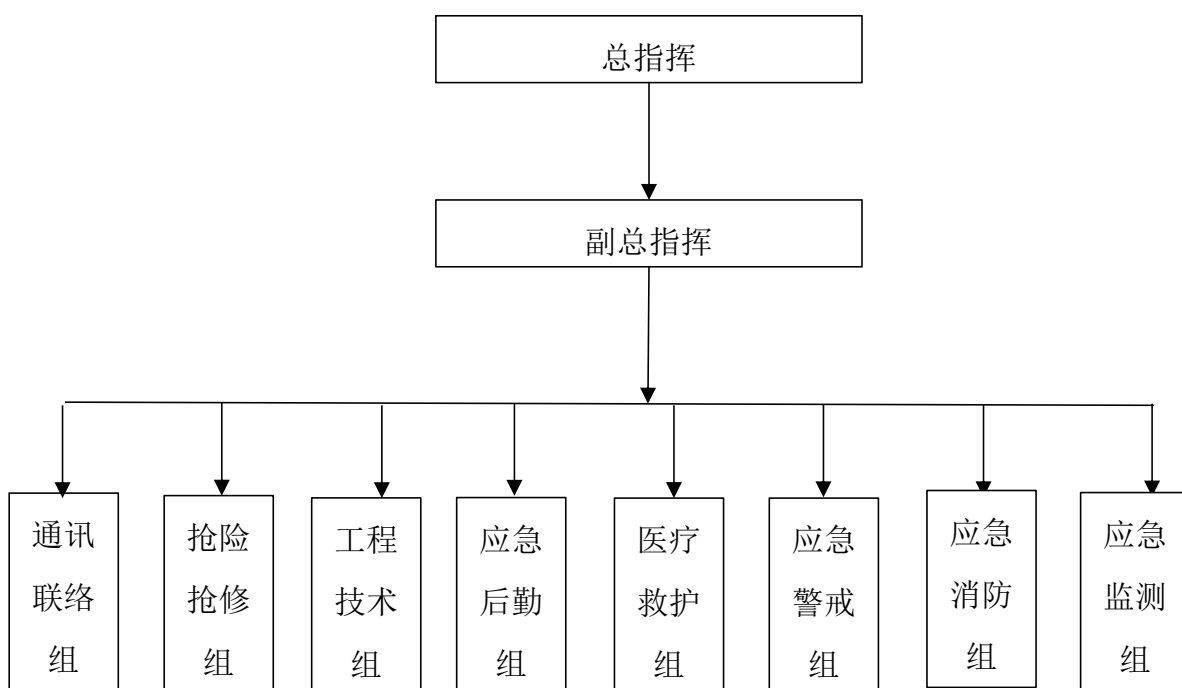 总指挥
副总指挥
通讯
联络
组
抢险
抢修
组
工程
技术
组
应急
后勤
组
医疗
救护
组
应急
警戒
组
应急
消防
组
应急
监测
组